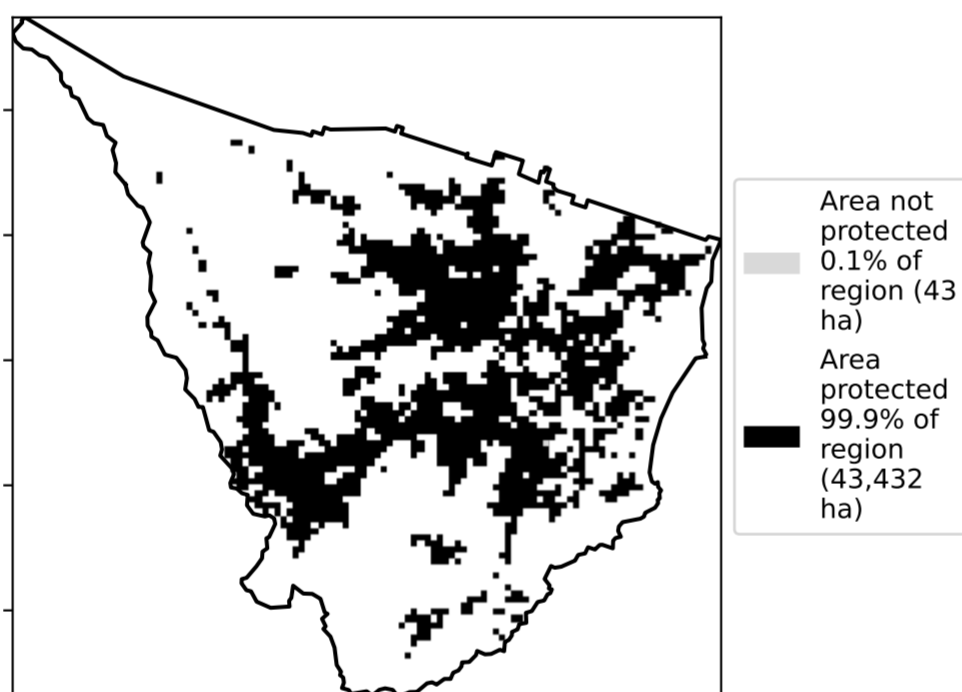 Area not
protected
0.1% of
region (43
ha)
Area
protected
99.9% of
region
(43,432
ha)